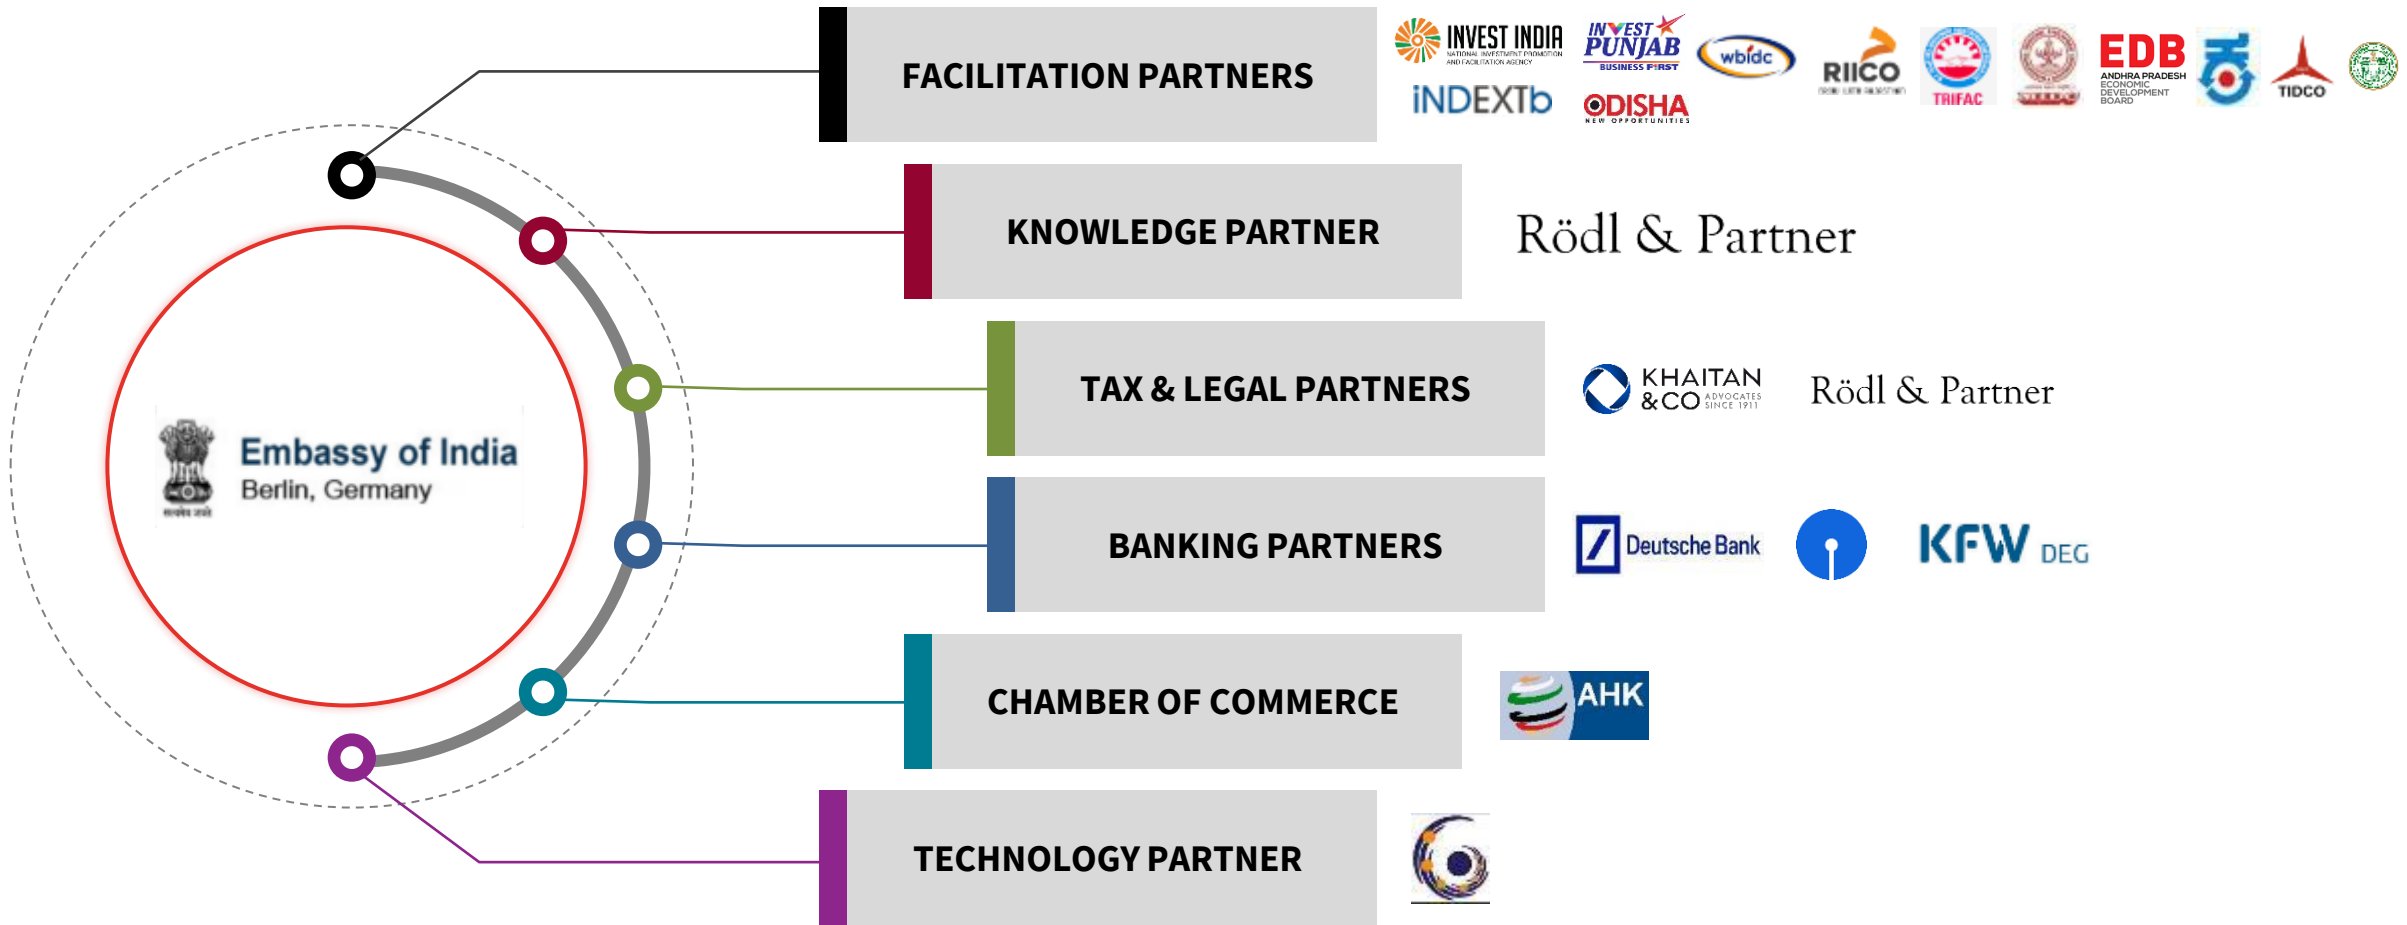 FACILITATION PARTNERS
INVEST INDIA
NATIONAL INVESTMENT PROMOTION
AND FACILITATION AGENCY
INVEST
PUNJAB
BUSINESS FIRST
wbidc
RIICO
TRIFAC
EDB
ANDHRA PRADESH
ECONOMIC
DEVELOPMENT
BOARD
TIDCO
iNDEXTb
ODISHA
NEW OPPORTUNITIES
KNOWLEDGE PARTNER
Rödl & Partner
TAX & LEGAL PARTNERS
KHAITAN
&CO ADVOCATES
SINCE 1911
Rödl & Partner
Embassy of India
Berlin, Germany
सत्यमेव जयते
BANKING PARTNERS
Deutsche Bank
KFW DEG
CHAMBER OF COMMERCE
AHK
TECHNOLOGY PARTNER